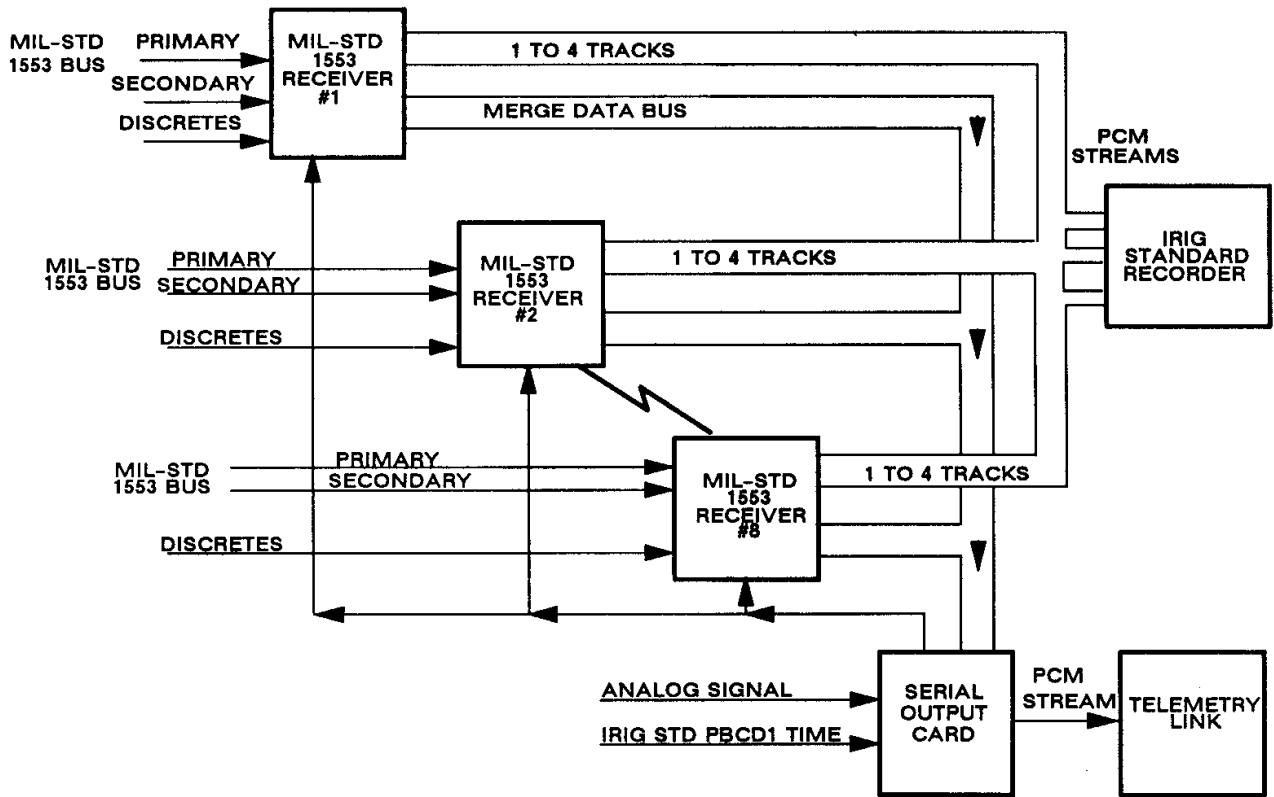 MIL-STD
1553 BUS
PRIMARY
SECONDARY
DISCRETES
MIL-STD
1553
RECEIVER
#1
1 TO 4 TRACKS
MERGE DATA BUS
PCM
STREAMS
IRIG
STANDARD
RECORDER
MIL-STD
1553 BUS
PRIMARY
SECONDARY
DISCRETES
MIL-STD
1553
RECEIVER
#2
1 TO 4 TRACKS
MIL-STD
1553 BUS
PRIMARY
SECONDARY
DISCRETES
MIL-STD
1553
RECEIVER
#8
1 TO 4 TRACKS
ANALOG SIGNAL
IRIG STD PBCD1 TIME
SERIAL
OUTPUT
CARD
PCM
STREAM
TELEMETRY
LINK